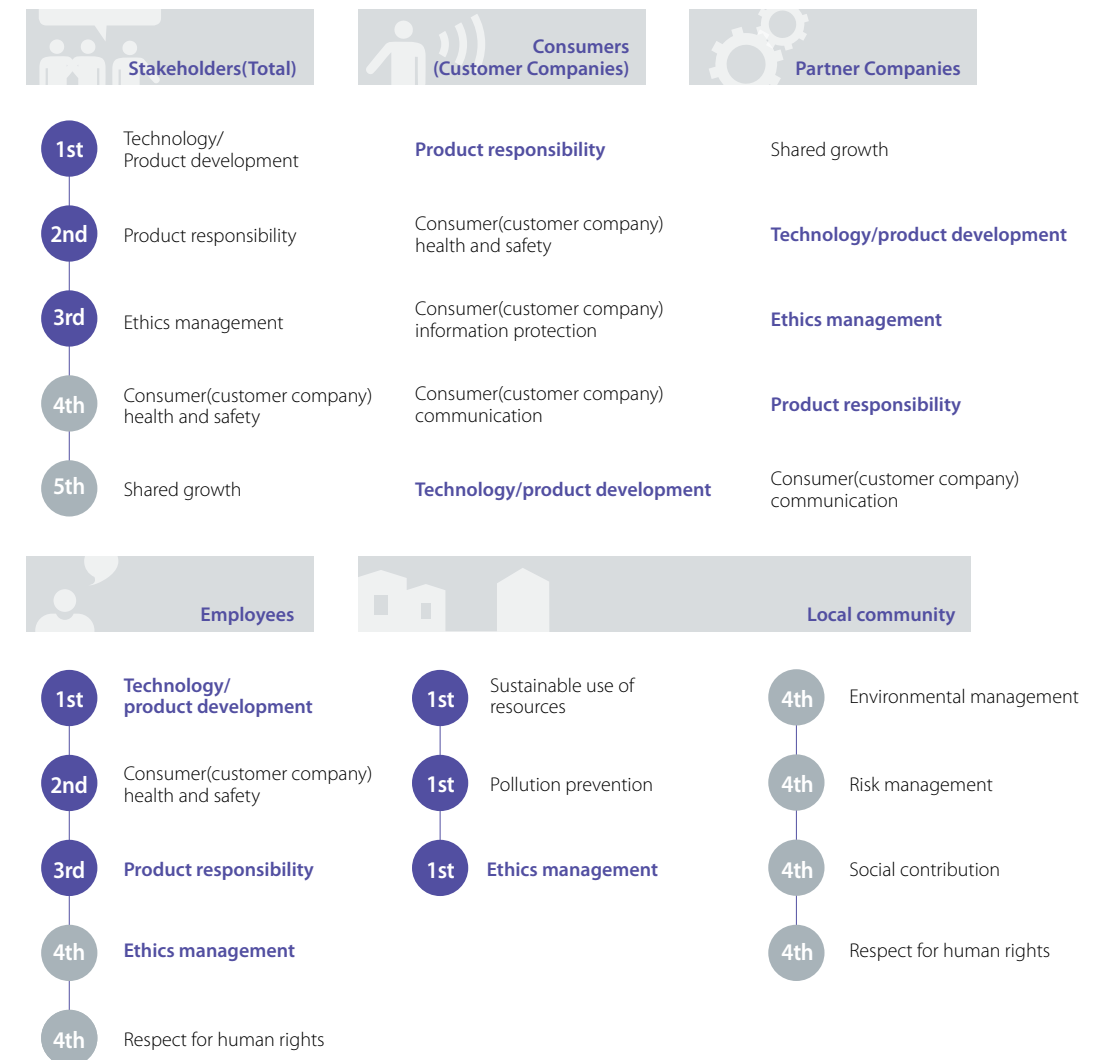 Stakeholders(Total)
Consumers
(Customer Companies)
Partner Companies
1st
Technology/
Product development
Product responsibility
Shared growth
2nd
Product responsibility
Consumer(customer company)
health and safety
Technology/product development
3rd
Ethics management
Consumer(customer company)
information protection
Ethics management
4th
Consumer(customer company)
health and safety
Consumer(customer company)
communication
Product responsibility
5th
Shared growth
Technology/product development
Consumer(customer company)
communication
Employees
1st
Technology/
product development
2nd
Consumer(customer company)
health and safety
3rd
Product responsibility
4th
Ethics management
4th
Respect for human rights
Local community
1st
Sustainable use of
resources
1st
Pollution prevention
1st
Ethics management
4th
Environmental management
4th
Risk management
4th
Social contribution
4th
Respect for human rights